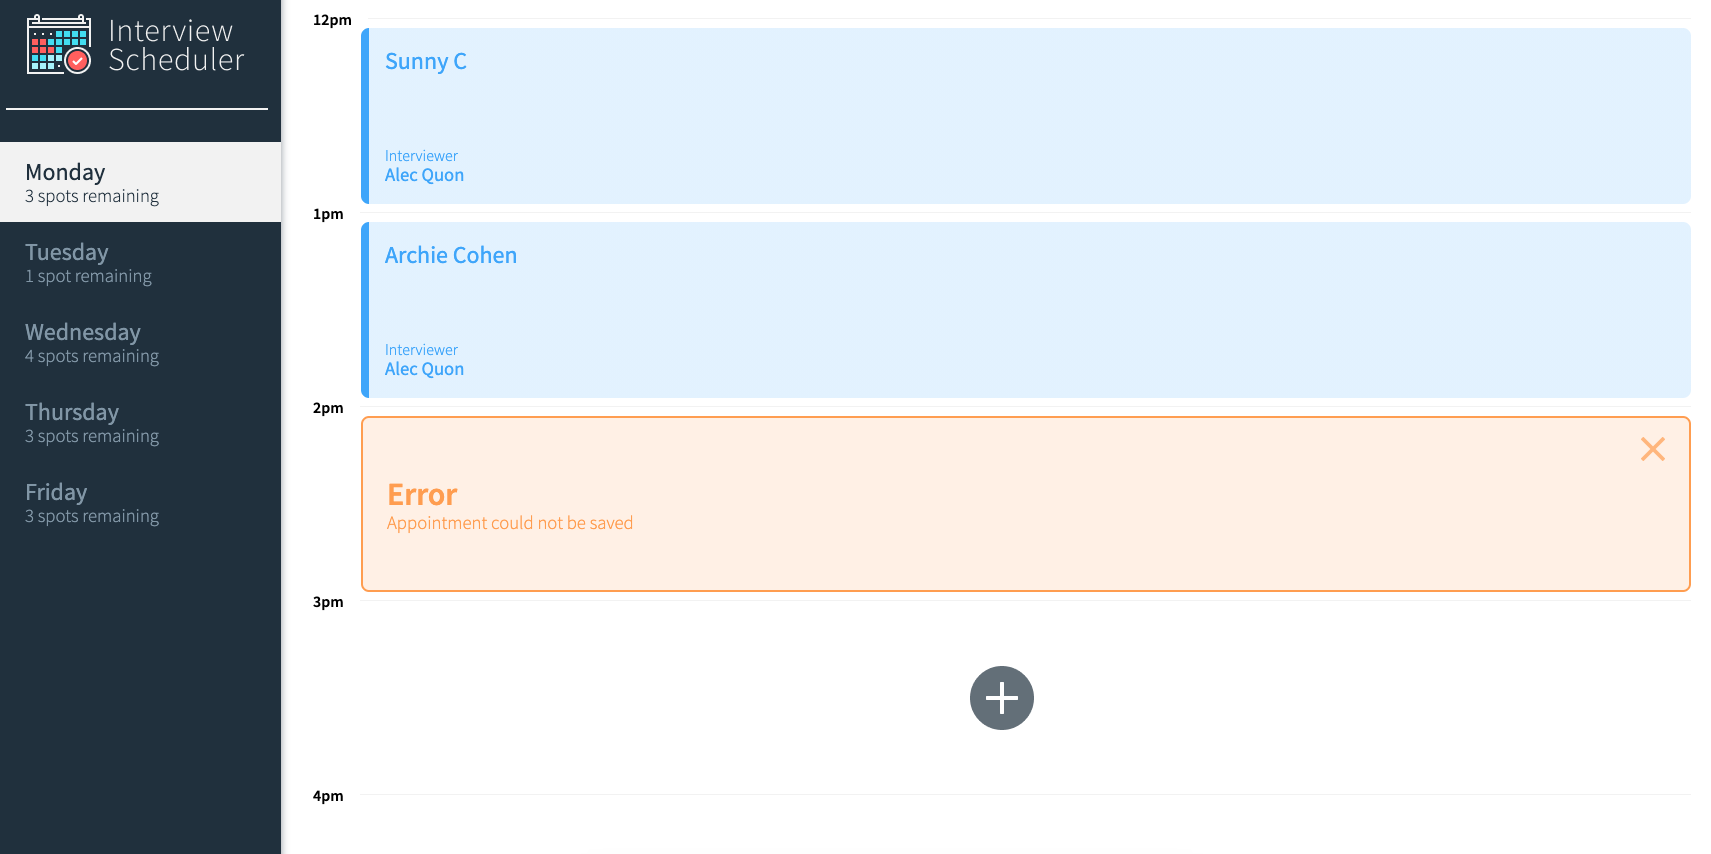 Interview
Scheduler
Monday
3 spots remaining
Tuesday
1 spot remaining
Wednesday
4 spots remaining
Thursday
3 spots remaining
Friday
3 spots remaining
12pm
Sunny C
Interviewer
Alec Quon
1pm
Archie Cohen
Interviewer
Alec Quon
2pm
Error
Appointment could not be saved
3pm
4pm